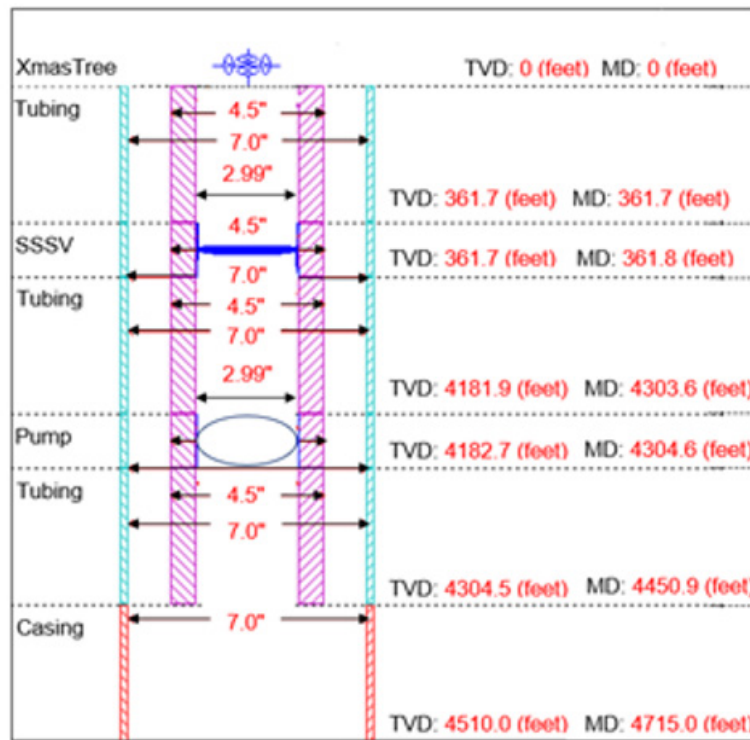 XmasTree TVD: 0 (feet) MD: 0 (feet)
Tubing
4.5"
7.0"
2.99"
TVD: 361.7 (feet) MD: 361.7 (feet)
4.5"
SSSV
TVD: 361.7 (feet) MD: 361.8 (feet)
7.0"
Tubing
4.5"
7.0"
2.99"
TVD: 4181.9 (feet) MD: 4303.6 (feet)
Pump
TVD: 4182.7 (feet) MD: 4304.6 (feet)
Tubing
4.5"
7.0"
TVD: 4304.5 (feet) MD: 4450.9 (feet)
Casing
7.0"
TVD: 4510.0 (feet) MD: 4715.0 (feet)